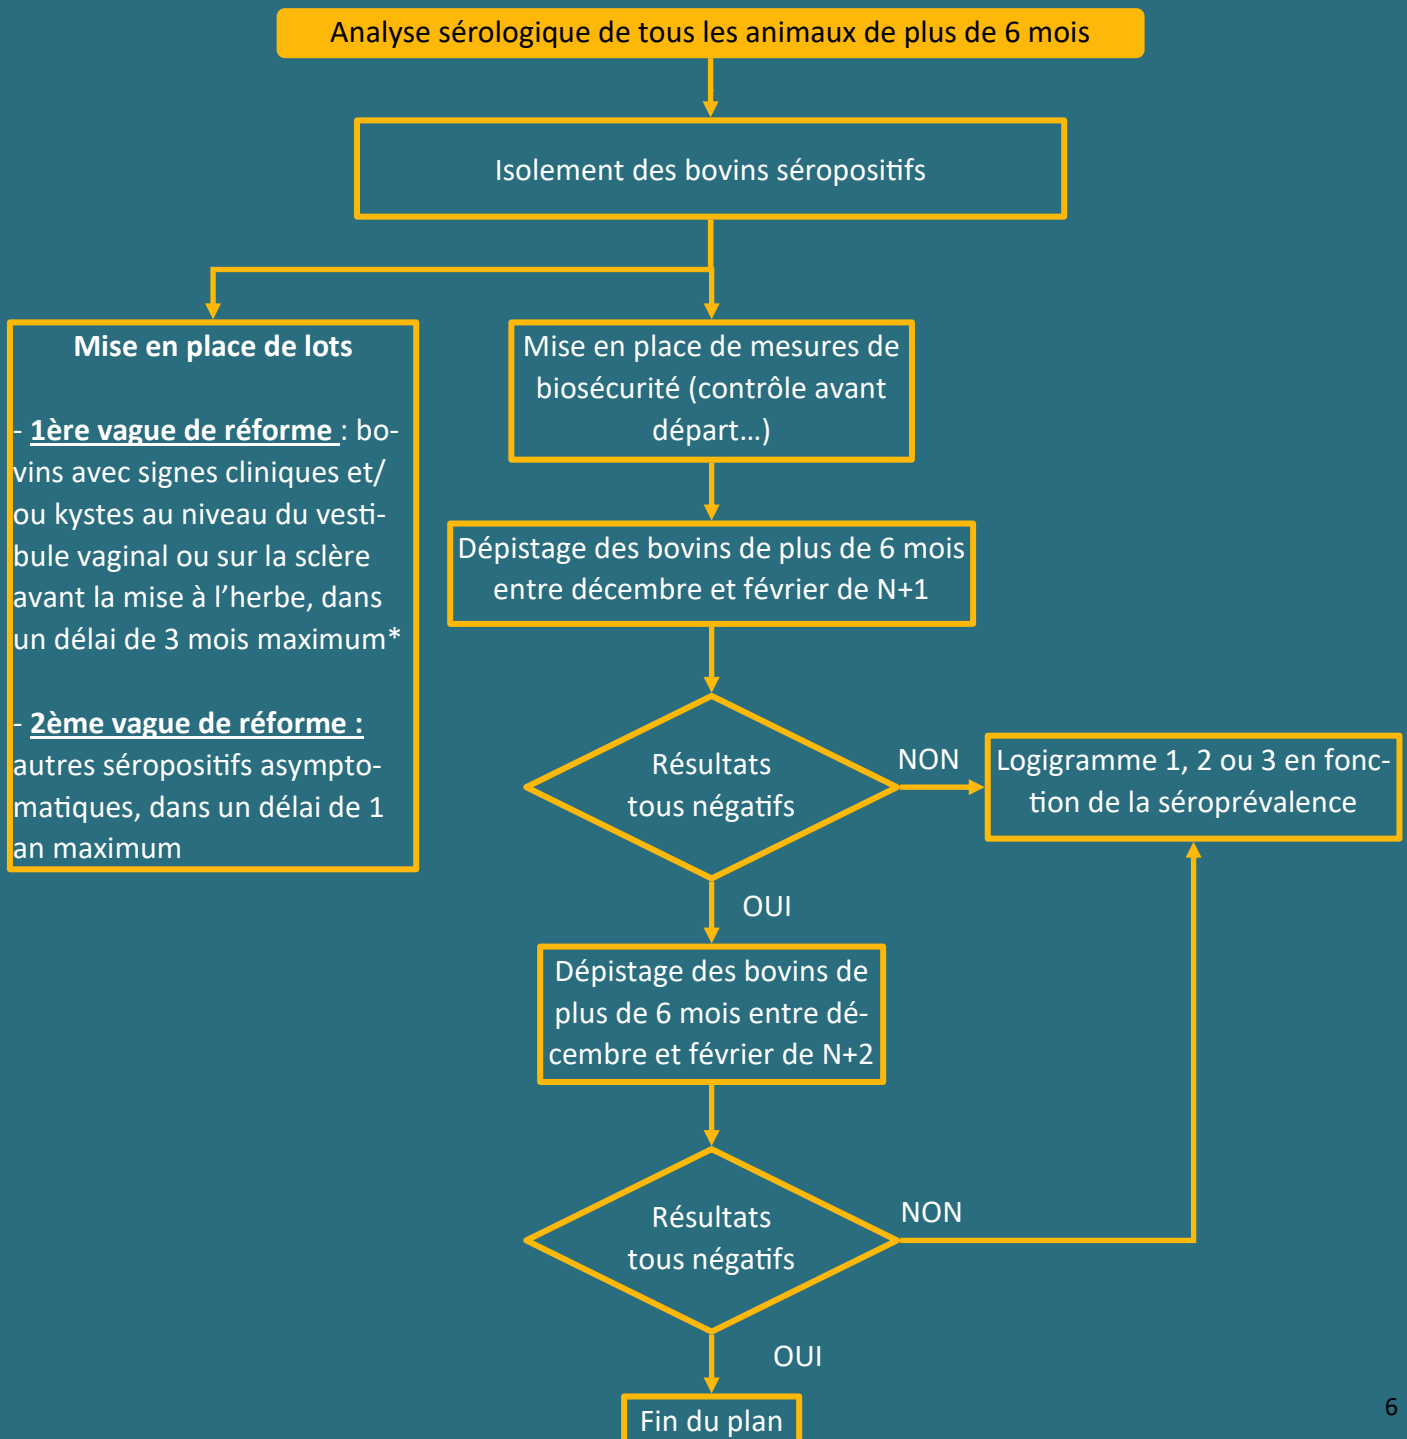 Analyse sérologique de tous les animaux de plus de 6 mois
Isolement des bovins séropositifs
Mise en place de lots
- 1ère vague de réforme : bo-
vins avec signes cliniques et/
ou kystes au niveau du vesti-
bule vaginal ou sur la sclère
avant la mise à l’herbe, dans
un délai de 3 mois maximum*
- 2ème vague de réforme :
autres séropositifs asympto-
matiques, dans un délai de 1
an maximum
Mise en place de mesures de
biosécurité (contrôle avant
départ…)
Dépistage des bovins de plus de 6 mois
entre décembre et février de N+1
Résultats
tous négatifs
NON
Logigramme 1, 2 ou 3 en fonc-
tion de la séroprévalence
OUI
Dépistage des bovins de
plus de 6 mois entre dé-
cembre et février de N+2
Résultats
tous négatifs
NON
OUI
Fin du plan
6